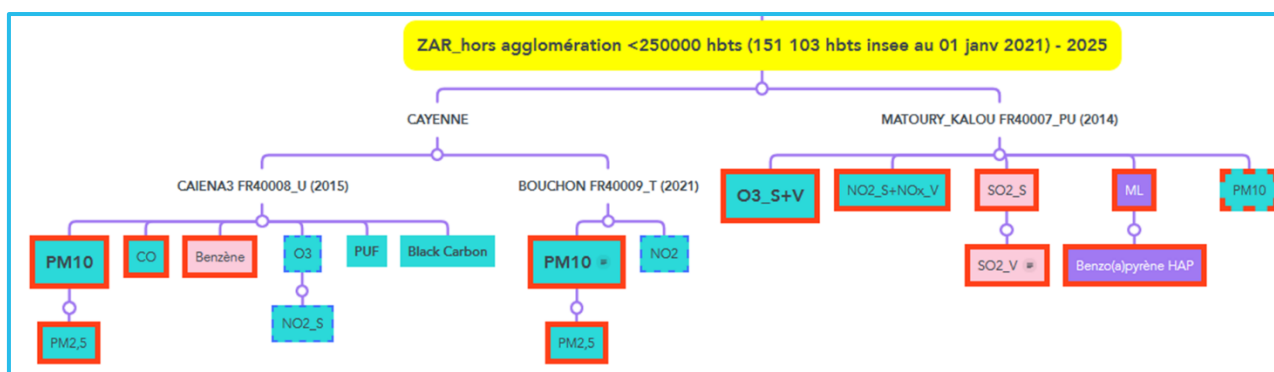 ZAR_hors agglomération <250000 hbts (151 103 hbts insee au 01 janv 2021) - 2025
CAYENNE
MATOURY_KALOU FR40007_PU (2014)
CAIENA3 FR40008_U (2015)
BOUCHON FR40009_T (2021)
O3_S+V
NO2_S+NOx_V
SO2_S
ML
PM10
PM10
CO
Benzène
O3
PUF
Black Carbon
PM10
NO2
SO2_V
Benzo(a)pyrène HAP
NO2_S
PM2,5
PM2,5